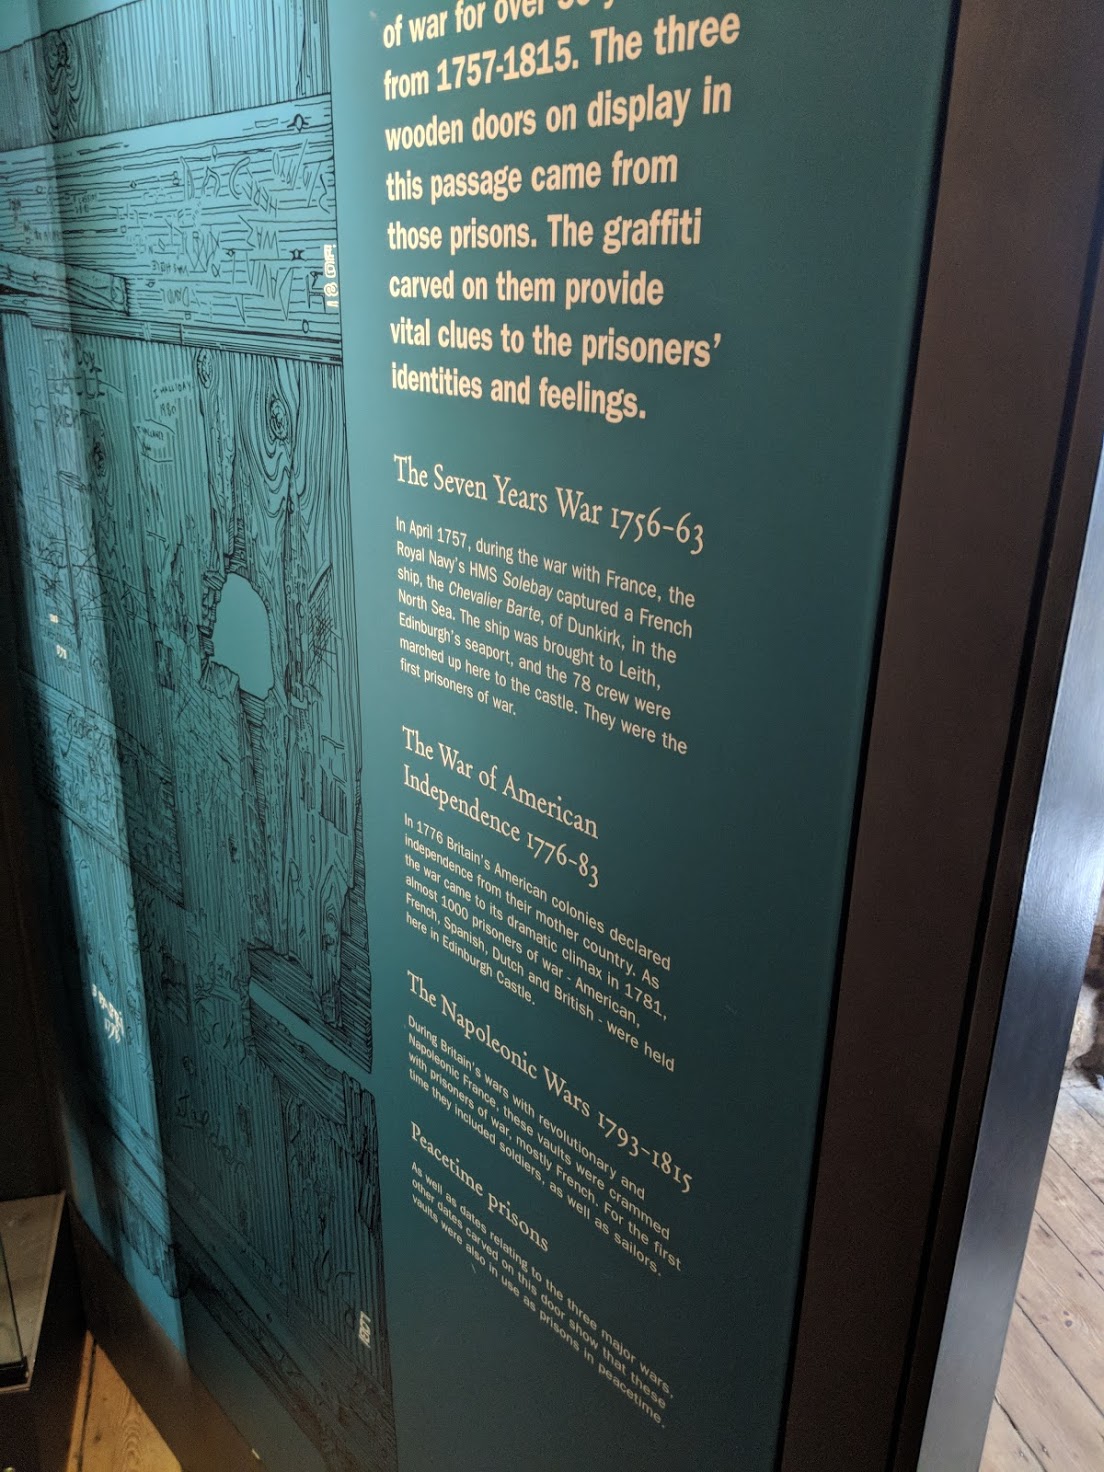 of war for over
from 1757-1815. The three
wooden doors on display in
this passage came from
those prisons. The graffiti
carved on them provide
vital clues to the prisoners’
identities and feelings.
The Seven Years War 1756–63
In April 1757, during the war with France, the
Royal Navy’s HMS Solebay captured a French
ship, the Chevalier Barte, of Dunkirk, in the
North Sea. The ship was brought to Leith,
Edinburgh’s seaport, and the 78 crew were
marched up here to the castle. They were the
first prisoners of war.
The War of American
Independence 1776–83
In 1776 Britain’s American colonies declared
independence from their mother country. As
the war came to its dramatic climax in 1781,
almost 1000 prisoners of war - American,
French, Spanish, Dutch and British - were held
here in Edinburgh Castle.
The Napoleonic Wars 1793–1815
During Britain’s wars with revolutionary and
Napoleonic France, these vaults were crammed
with prisoners of war, mostly French. For the first
time they included soldiers, as well as sailors.
Peacetime prisons
As well as dates relating to the three major wars,
other dates carved on this door show that these
vaults were also in use as prisons in peacetime.
I HALLIDAY